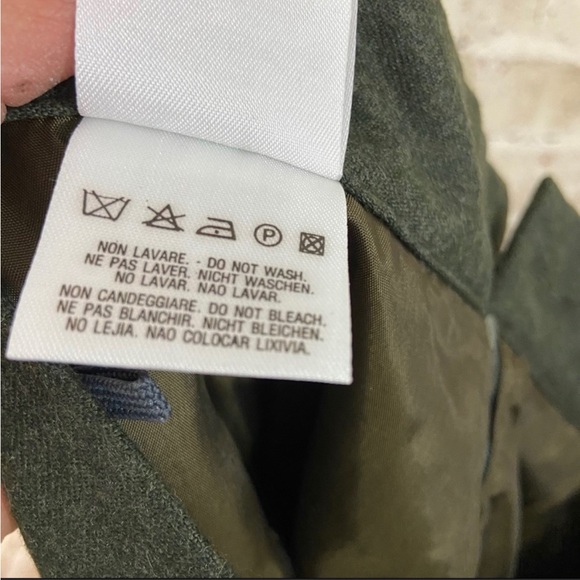 P
NON LAVARE. - DO NOT WASH.
NE PAS LAVER. NICHT WASCHEN.
NO LAVAR. NAO LAVAR.
NON CANDEGGIARE. DO NOT BLEACH.
NE PAS BLANCHIR. NICHT BLEICHEN.
NO LEJIA. NAO COLOCAR LIXIVIA.